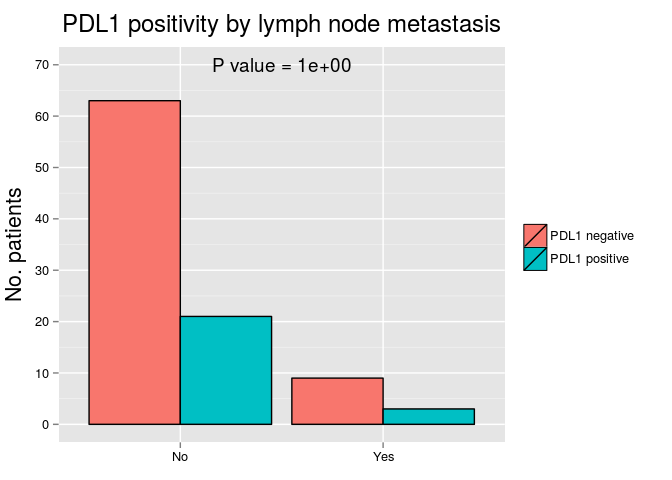 PDL1 positivity by lymph node metastasis
P value = 1e+00
No. patients
70
60
50
40
30
20
10
0
No
Yes
PDL1 negative
PDL1 positive